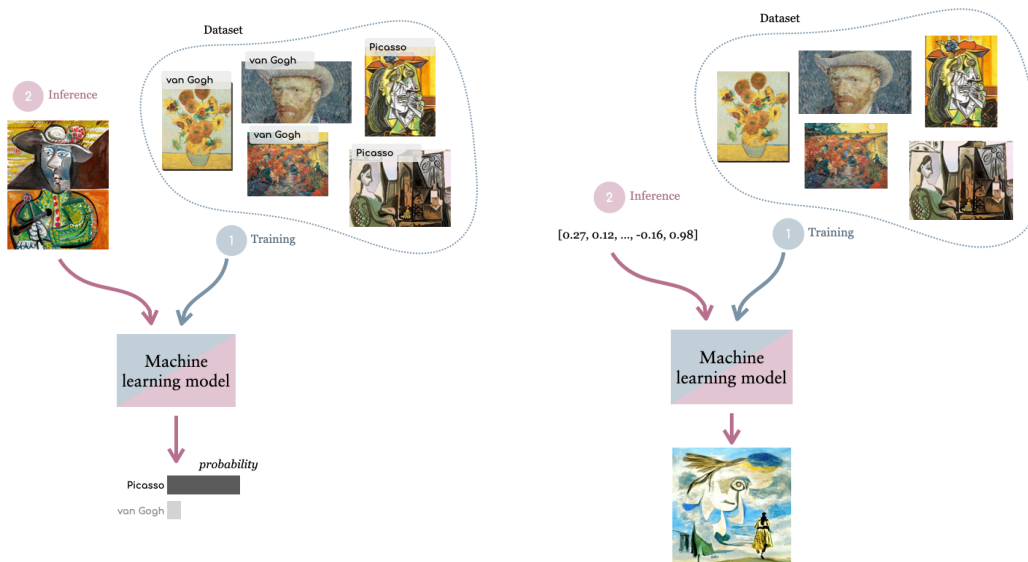 Dataset
van Gogh
van Gogh
Picasso
van Gogh
Picasso
2
Inference
1
Training
Machine
learning model
probability
Picasso
van Gogh
Dataset
2
Inference
[0.27, 0.12, ..., -0.16, 0.98]
1
Training
Machine
learning model